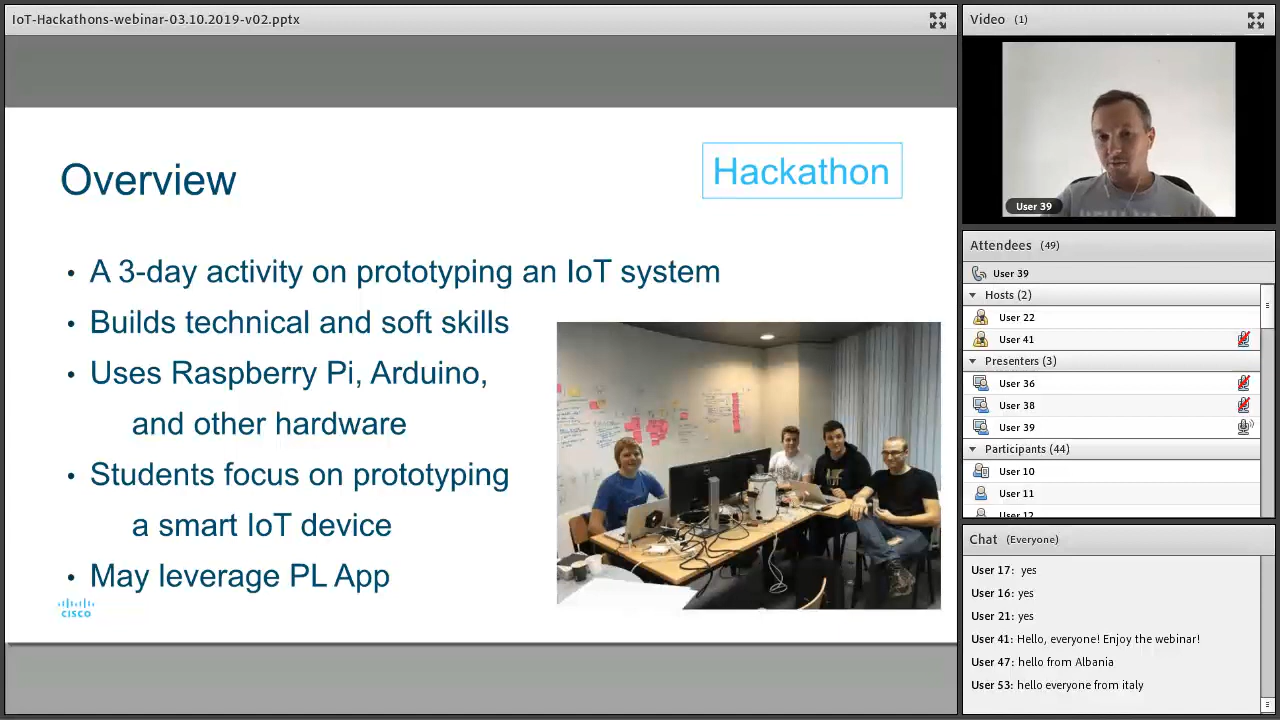 IoT-Hackathons-webinar-03.10.2019-v02.pptx
Overview
Hackathon
• A 3-day activity on prototyping an IoT system
• Builds technical and soft skills
• Uses Raspberry Pi, Arduino,
and other hardware
• Students focus on prototyping
a smart IoT device
• May leverage PL App
CISCO
Video (1)
User 39
Attendees (49)
User 39
Hosts (2)
User 22
User 41
Presenters (3)
User 36
User 38
User 39
Participants (44)
User 10
User 11
User 12
Chat (Everyone)
User 17: yes
User 16: yes
User 21: yes
User 41: Hello, everyone! Enjoy the webinar!
User 47: hello from Albania
User 53: hello everyone from italy